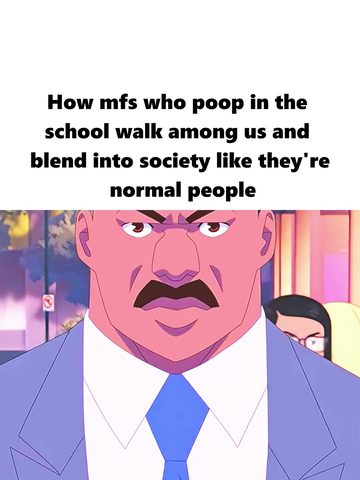 How mfs who poop in the
school walk among us and
blend into society like they're
normal people